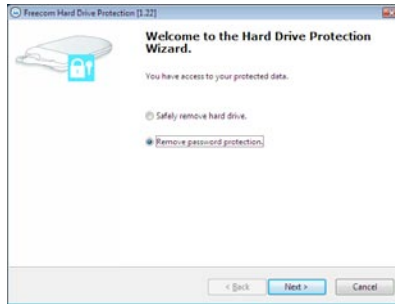 Freecom Hard Drive Protection [1.22]
Welcome to the Hard Drive Protection
Wizard.
You have access to your protected data.
Safely remove hard drive.
Remove password protection.
< Back
Next >
Cancel